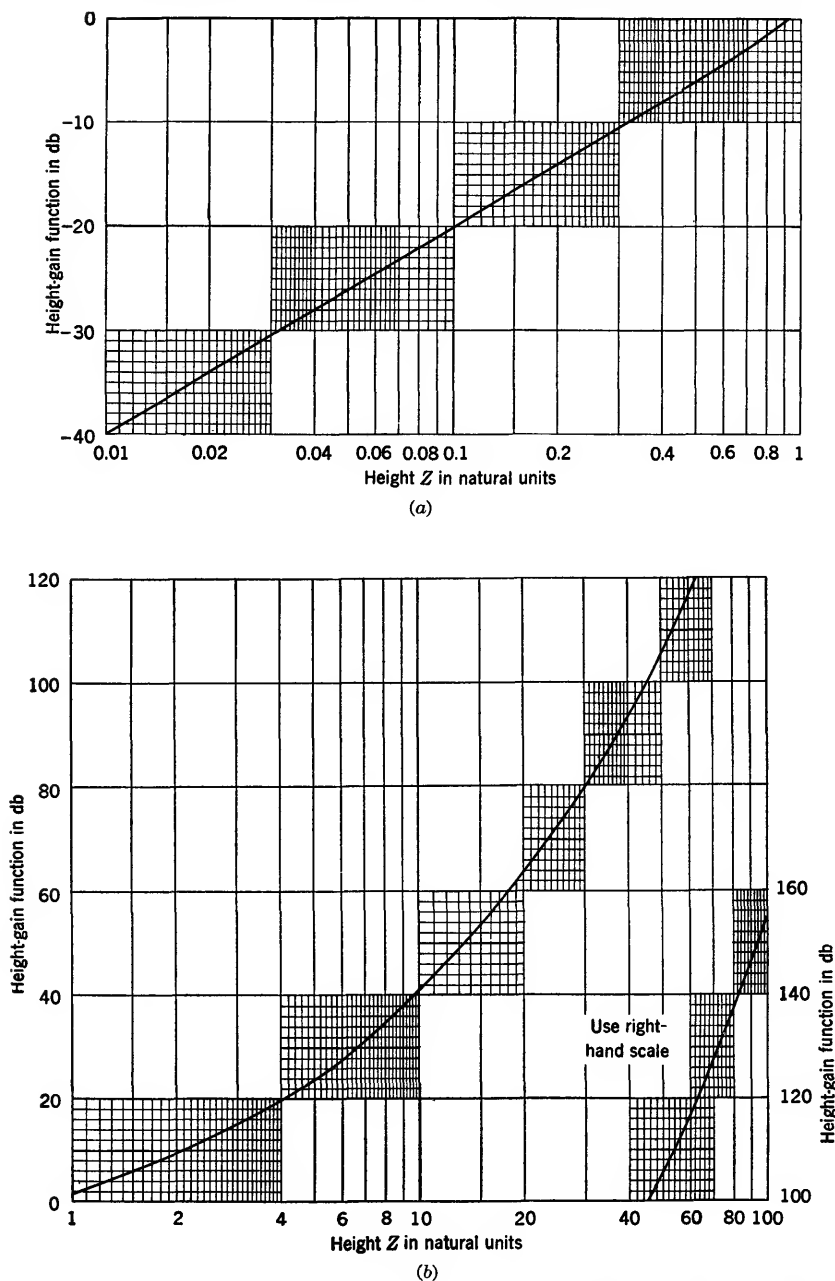 0
-10
-20
-30
-40
Height-gain function in db
0.01 0.02 0.04 0.06 0.08 0.1 0.2 0.4 0.6 0.8 1
Height Z in natural units
(a)
120
100
80
60
40
20
0
Height-gain function in db
160
140
120
100
Height-gain function in db
Use right-
hand scale
1 2 4 6 8 10 20 40 60 80 100
Height Z in natural units
(b)